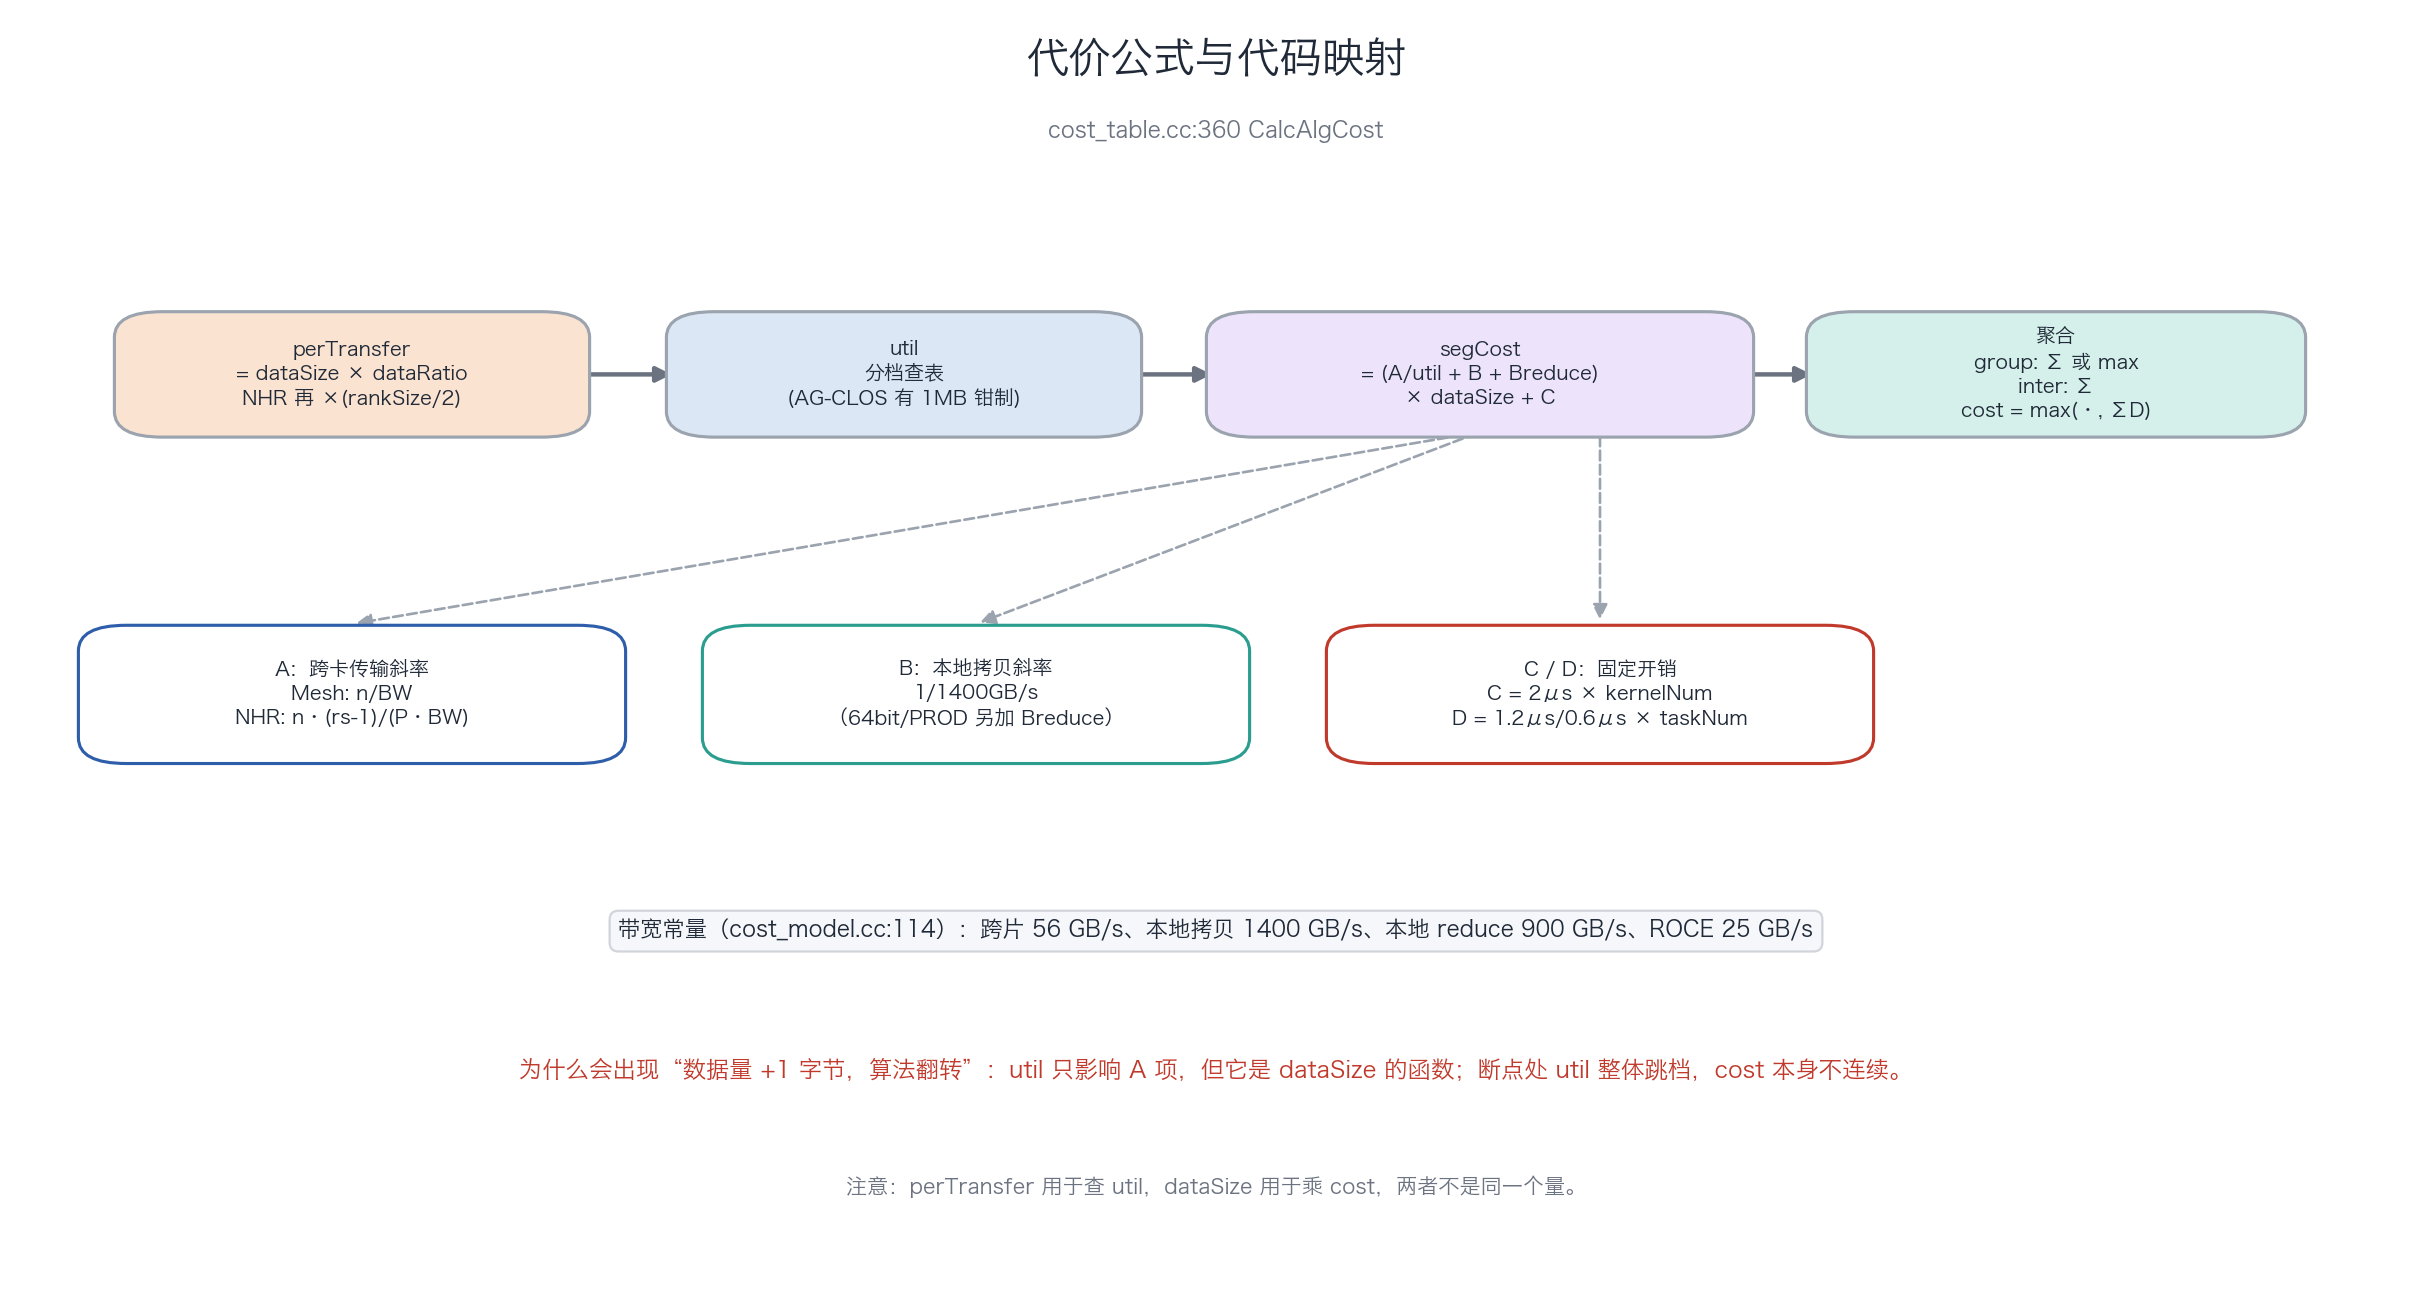 代价公式与代码映射
cost_table.cc:360 CalcAlgCost
perTransfer
= dataSize × dataRatio
NHR 再 ×(rankSize/2)
util
分档查表
(AG-CLOS 有 1MB 钳制)
segCost
= (A/util + B + Breduce)
× dataSize + C
聚合
group: Σ 或 max
inter: Σ
cost = max(·, ΣD)
A：跨卡传输斜率
Mesh: n/BW
NHR: n·(rs-1)/(P·BW)
B：本地拷贝斜率
1/1400GB/s
（64bit/PROD 另加 Breduce）
C / D：固定开销
C = 2μs × kernelNum
D = 1.2μs/0.6μs × taskNum
带宽常量（cost_model.cc:114）：跨片 56 GB/s、本地拷贝 1400 GB/s、本地 reduce 900 GB/s、ROCE 25 GB/s
为什么会出现“数据量 +1 字节，算法翻转”：util 只影响 A 项，但它是 dataSize 的函数；断点处 util 整体跳档，cost 本身不连续。
注意：perTransfer 用于查 util，dataSize 用于乘 cost，两者不是同一个量。